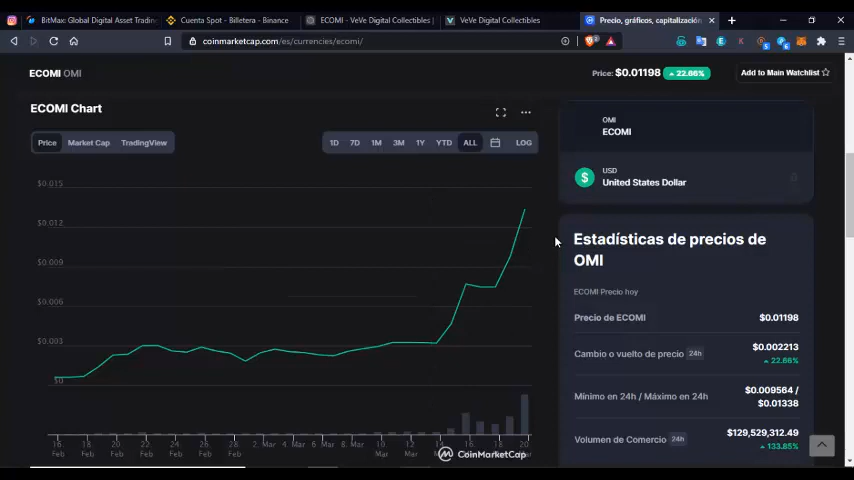 BitMax: Global Digital Asset Trading
Cuenta Spot - Billetera - Binance
ECOMI - VeVe Digital Collectibles |
VeVe Digital Collectibles
Precio, gráficos, capitalización
coinmarketcap.com/es/currencies/ecomi/
ECOMI OMI
Price: $0.01198 22.66%
Add to Main Watchlist
ECOMI Chart
Price Market Cap TradingView
1D 7D 1M 3M 1Y YTD ALL LOG
$0.015
$0.012
$0.009
$0.006
$0.003
$0
16. Feb 18. Feb 20. Feb 22. Feb 24. Feb 26. Feb 28. Feb 2. Mar 4. Mar 6. Mar 8. Mar 10 Mar 12 Mar 14 16 18 20
CoinMarketCap
OMI
ECOMI
USD
United States Dollar
Estadísticas de precios de
OMI
ECOMI Precio hoy
Precio de ECOMI $0.01198
Cambio o vuelto de precio 24h $0.002213
22.66%
Mínimo en 24h / Máximo en 24h $0.009564 /
$0.01338
Volumen de Comercio 24h $129,529,312.49
133.85%